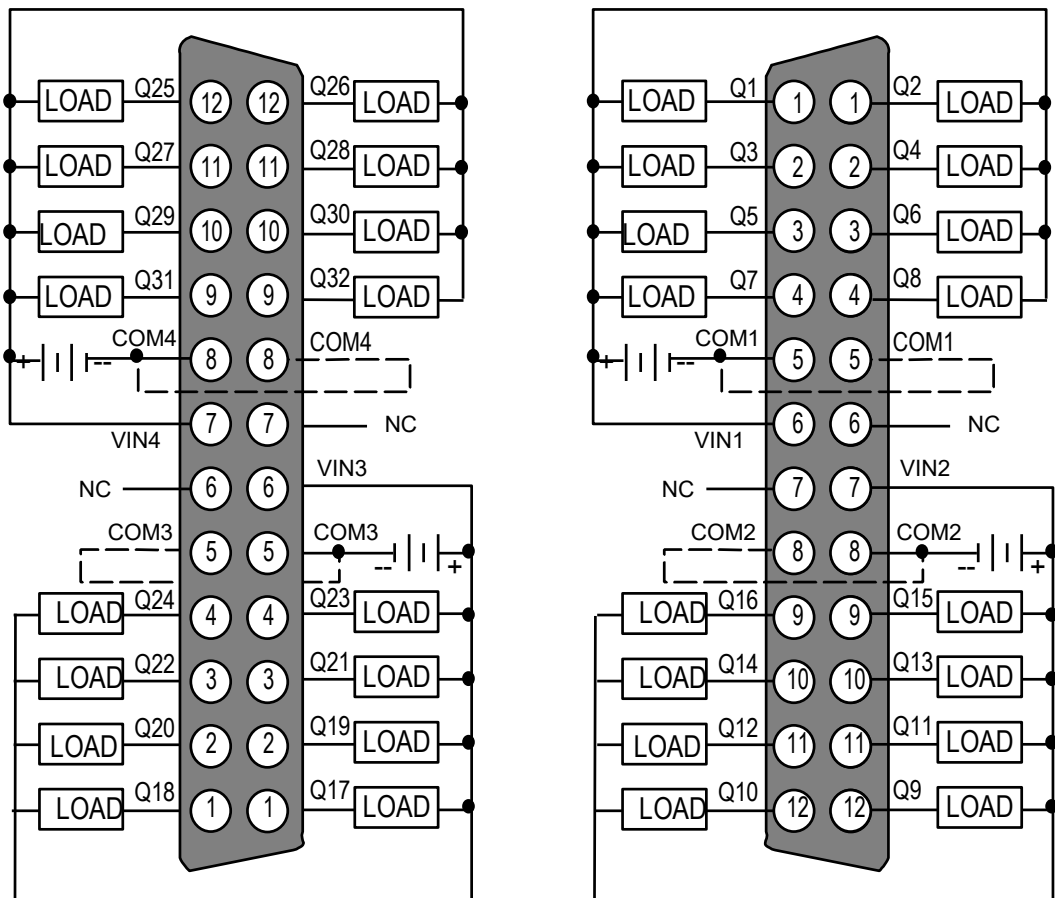 LOAD Q25 12 12 Q26 LOAD
LOAD Q27 11 11 Q28 LOAD
LOAD Q29 10 10 Q30 LOAD
LOAD Q31 9 9 Q32 LOAD
+ -- COM4 8 8 COM4
VIN4 7 7 NC
NC 6 6 VIN3
COM3 5 5 COM3 -- +
LOAD Q24 4 4 Q23 LOAD
LOAD Q22 3 3 Q21 LOAD
LOAD Q20 2 2 Q19 LOAD
LOAD Q18 1 1 Q17 LOAD
LOAD Q1 1 1 Q2 LOAD
LOAD Q3 2 2 Q4 LOAD
LOAD Q5 3 3 Q6 LOAD
LOAD Q7 4 4 Q8 LOAD
+ -- COM1 5 5 COM1
VIN1 6 6 NC
NC 7 7 VIN2
COM2 8 8 COM2 -- +
LOAD Q16 9 9 Q15 LOAD
LOAD Q14 10 10 Q13 LOAD
LOAD Q12 11 11 Q11 LOAD
LOAD Q10 12 12 Q9 LOAD